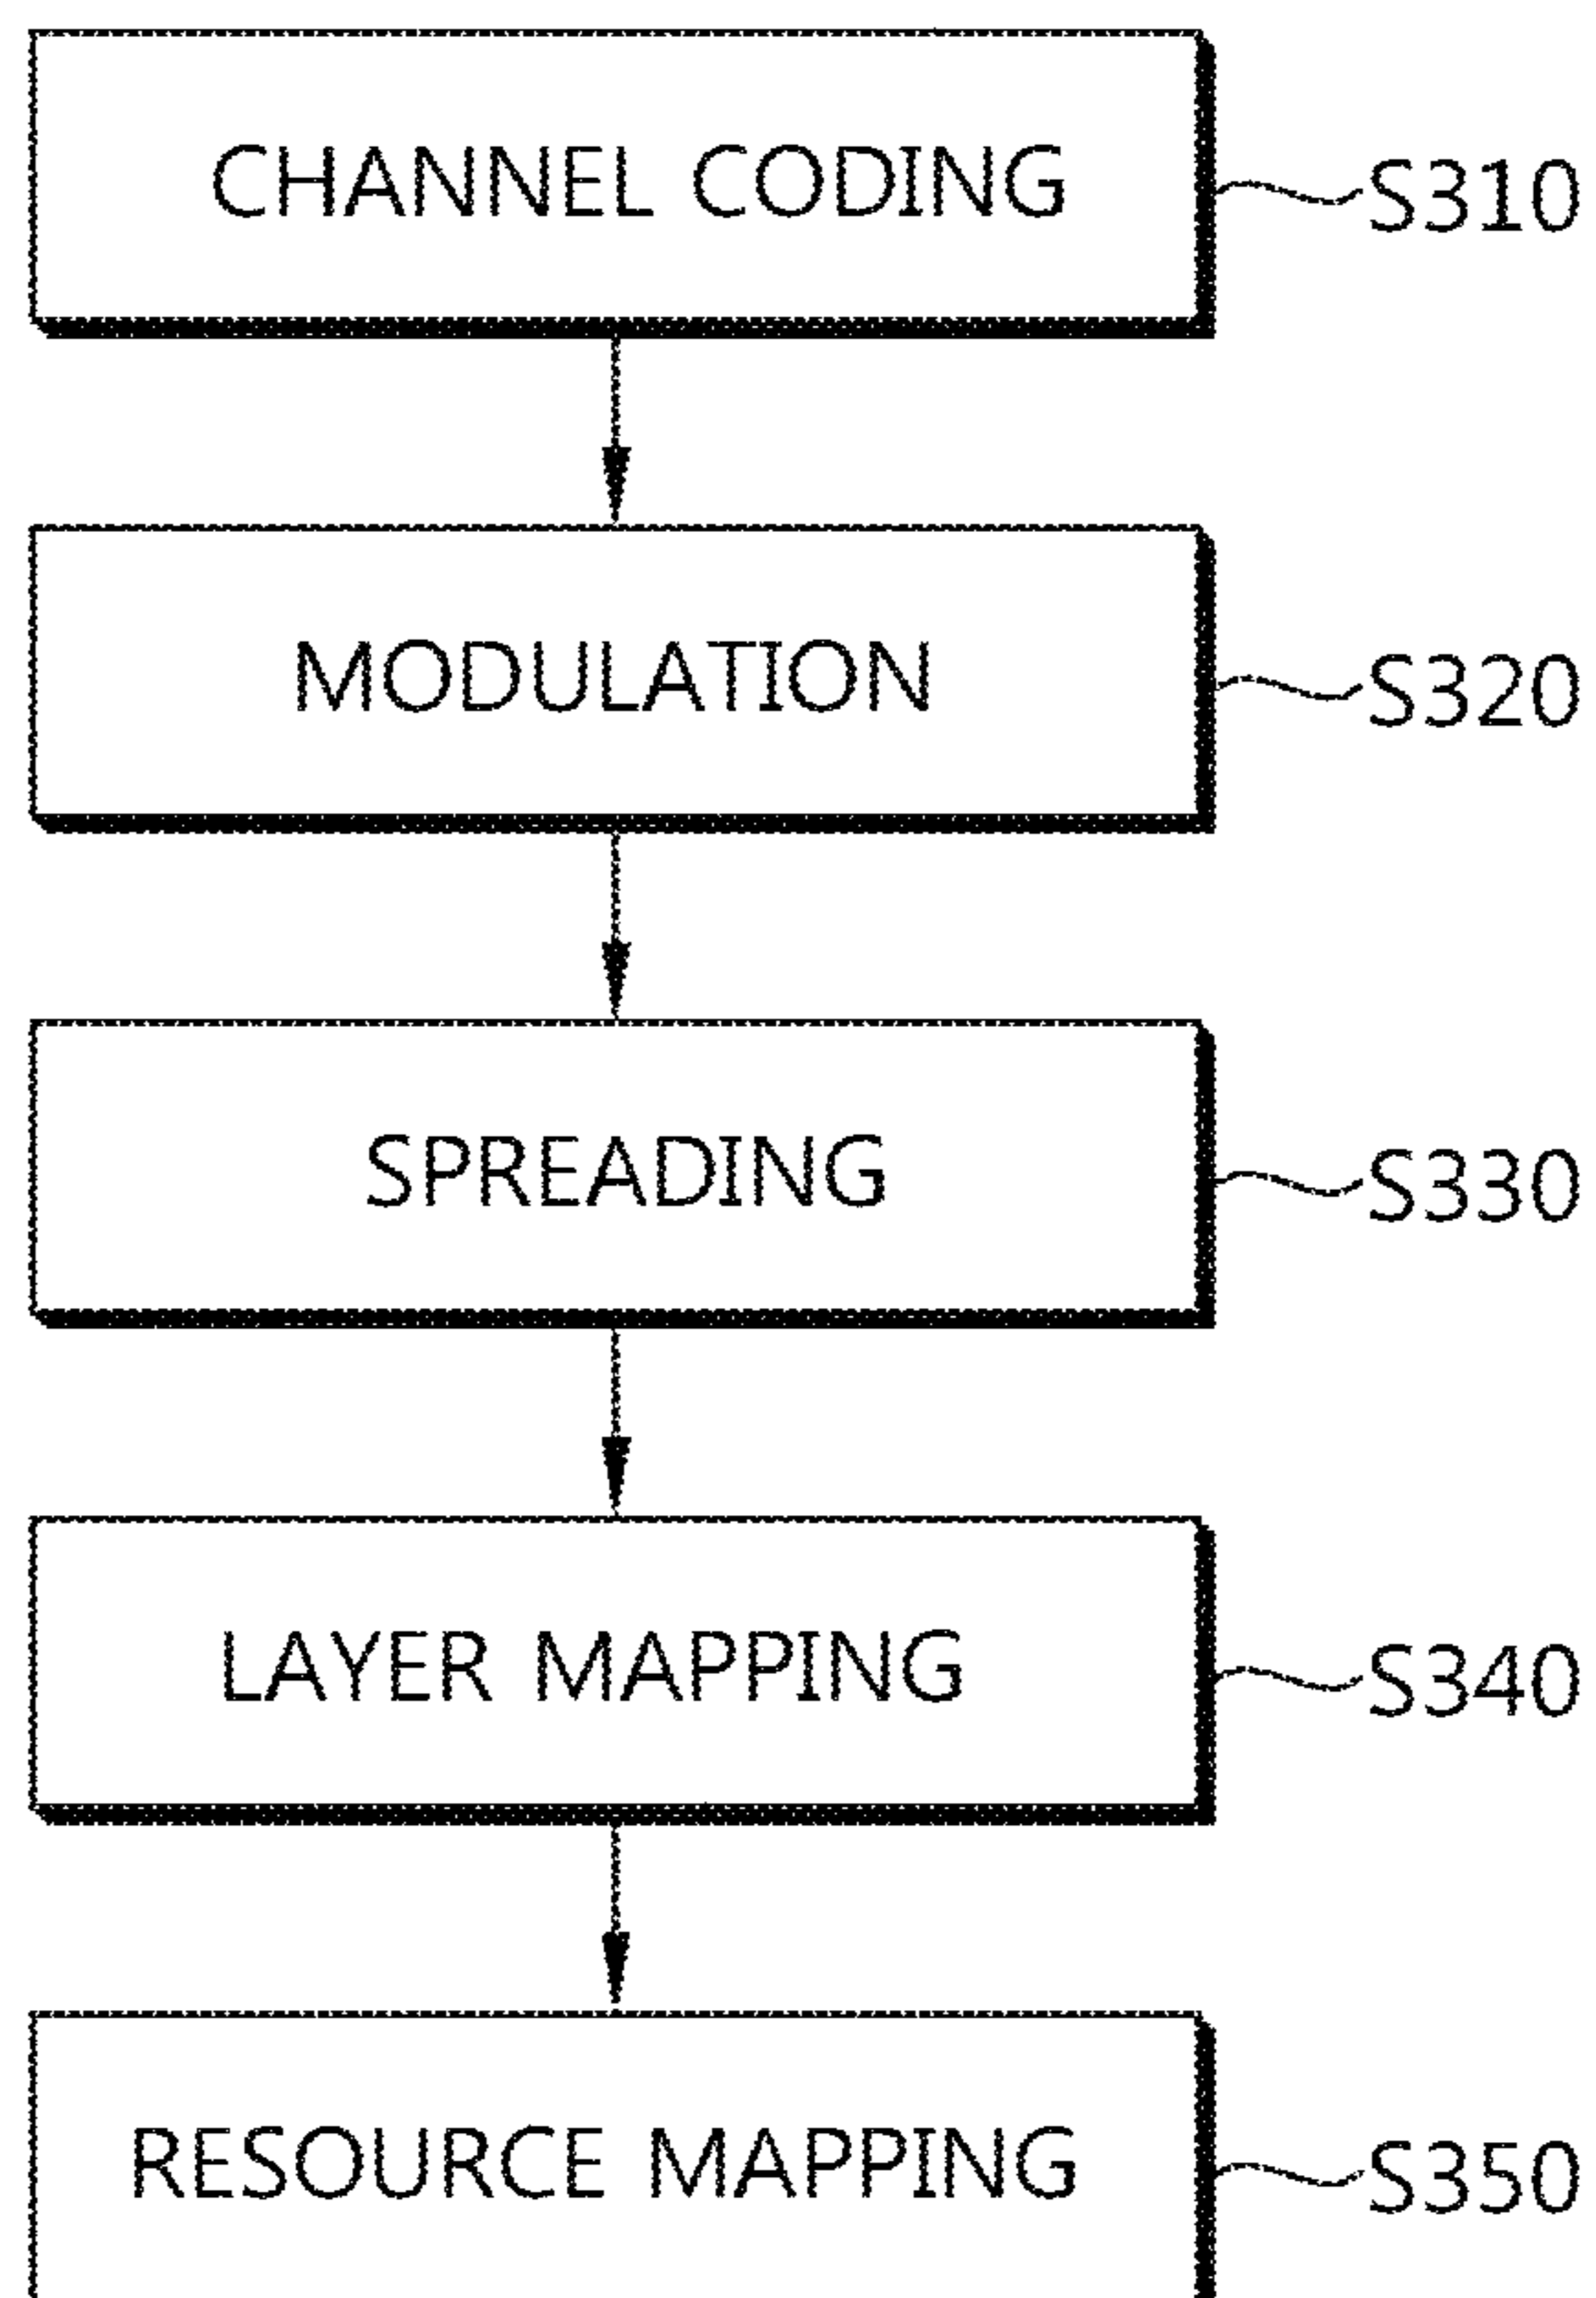 CHANNEL CODING S310
MODULATION S320
SPREADING S330
LAYER MAPPING S340
RESOURCE MAPPING S350